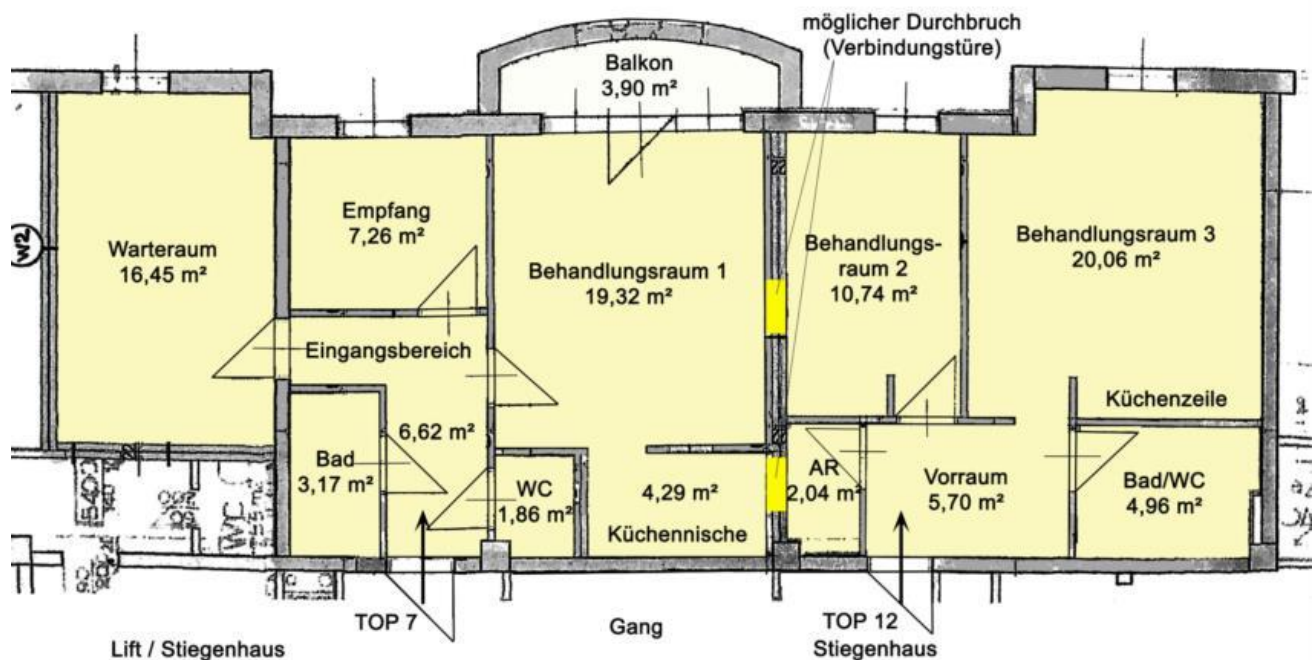 möglicher Durchbruch
(Verbindungstüre)
Balkon
3,90 m²
Empfang
7,26 m²
W2
Warteraum
16,45 m²
Behandlungsraum 1
19,32 m²
Behandlungs-
raum 2
10,74 m²
Behandlungsraum 3
20,06 m²
Eingangsbereich
6,62 m²
Küchenzeile
Bad
3,17 m²
WC
1,86 m²
4,29 m²
Küchennische
AR
2,04 m²
Vorraum
5,70 m²
Bad/WC
4,96 m²
WC
TOP 7
Gang
TOP 12
Stiegenhaus
Lift / Stiegenhaus